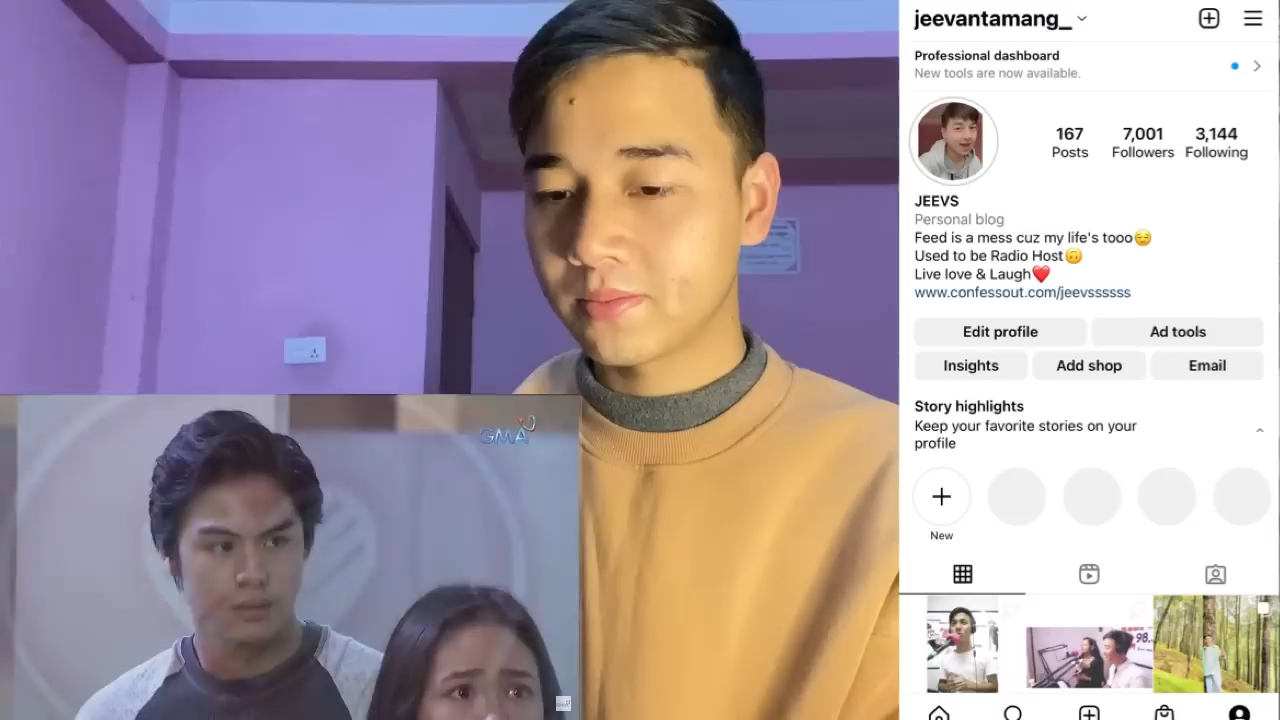 jeevantamang_
Professional dashboard
New tools are now available.
167
Posts
7,001
Followers
3,144
Following
JEEVS
Personal blog
Feed is a mess cuz my life's tooo😔
Used to be Radio Host🙃
Live love & Laugh❤️
www.confessout.com/jeevssssss
Edit profile
Ad tools
Insights
Add shop
Email
Story highlights
Keep your favorite stories on your
profile
New
GMA
98.